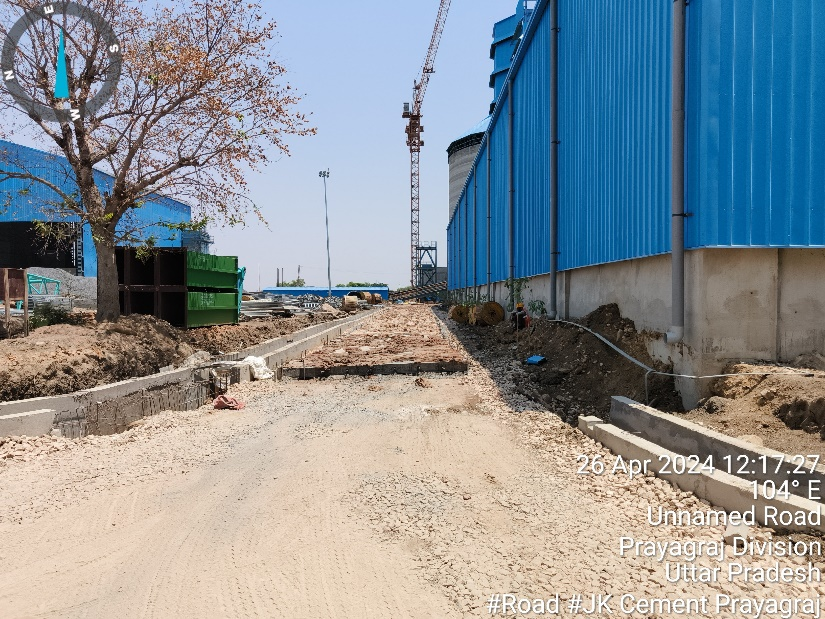 N
E
S
W
26 Apr 2024 12:17:27
104° E
Unnamed Road
Prayagraj Division
Uttar Pradesh
#Road #JK Cement Prayagraj